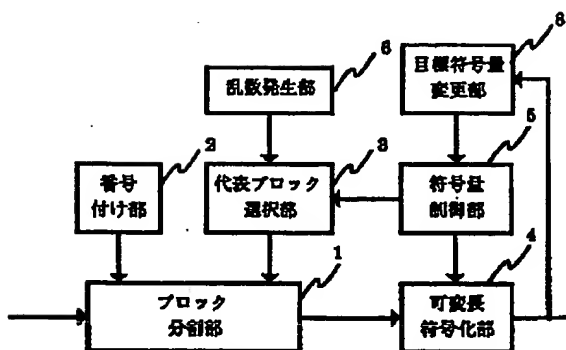 8
目標符号量
変更部
6
乱数発生部
5
符号量
制御部
3
代表ブロック
選択部
2
番号
付け部
1
ブロック
分割部
4
可変長
符号化部